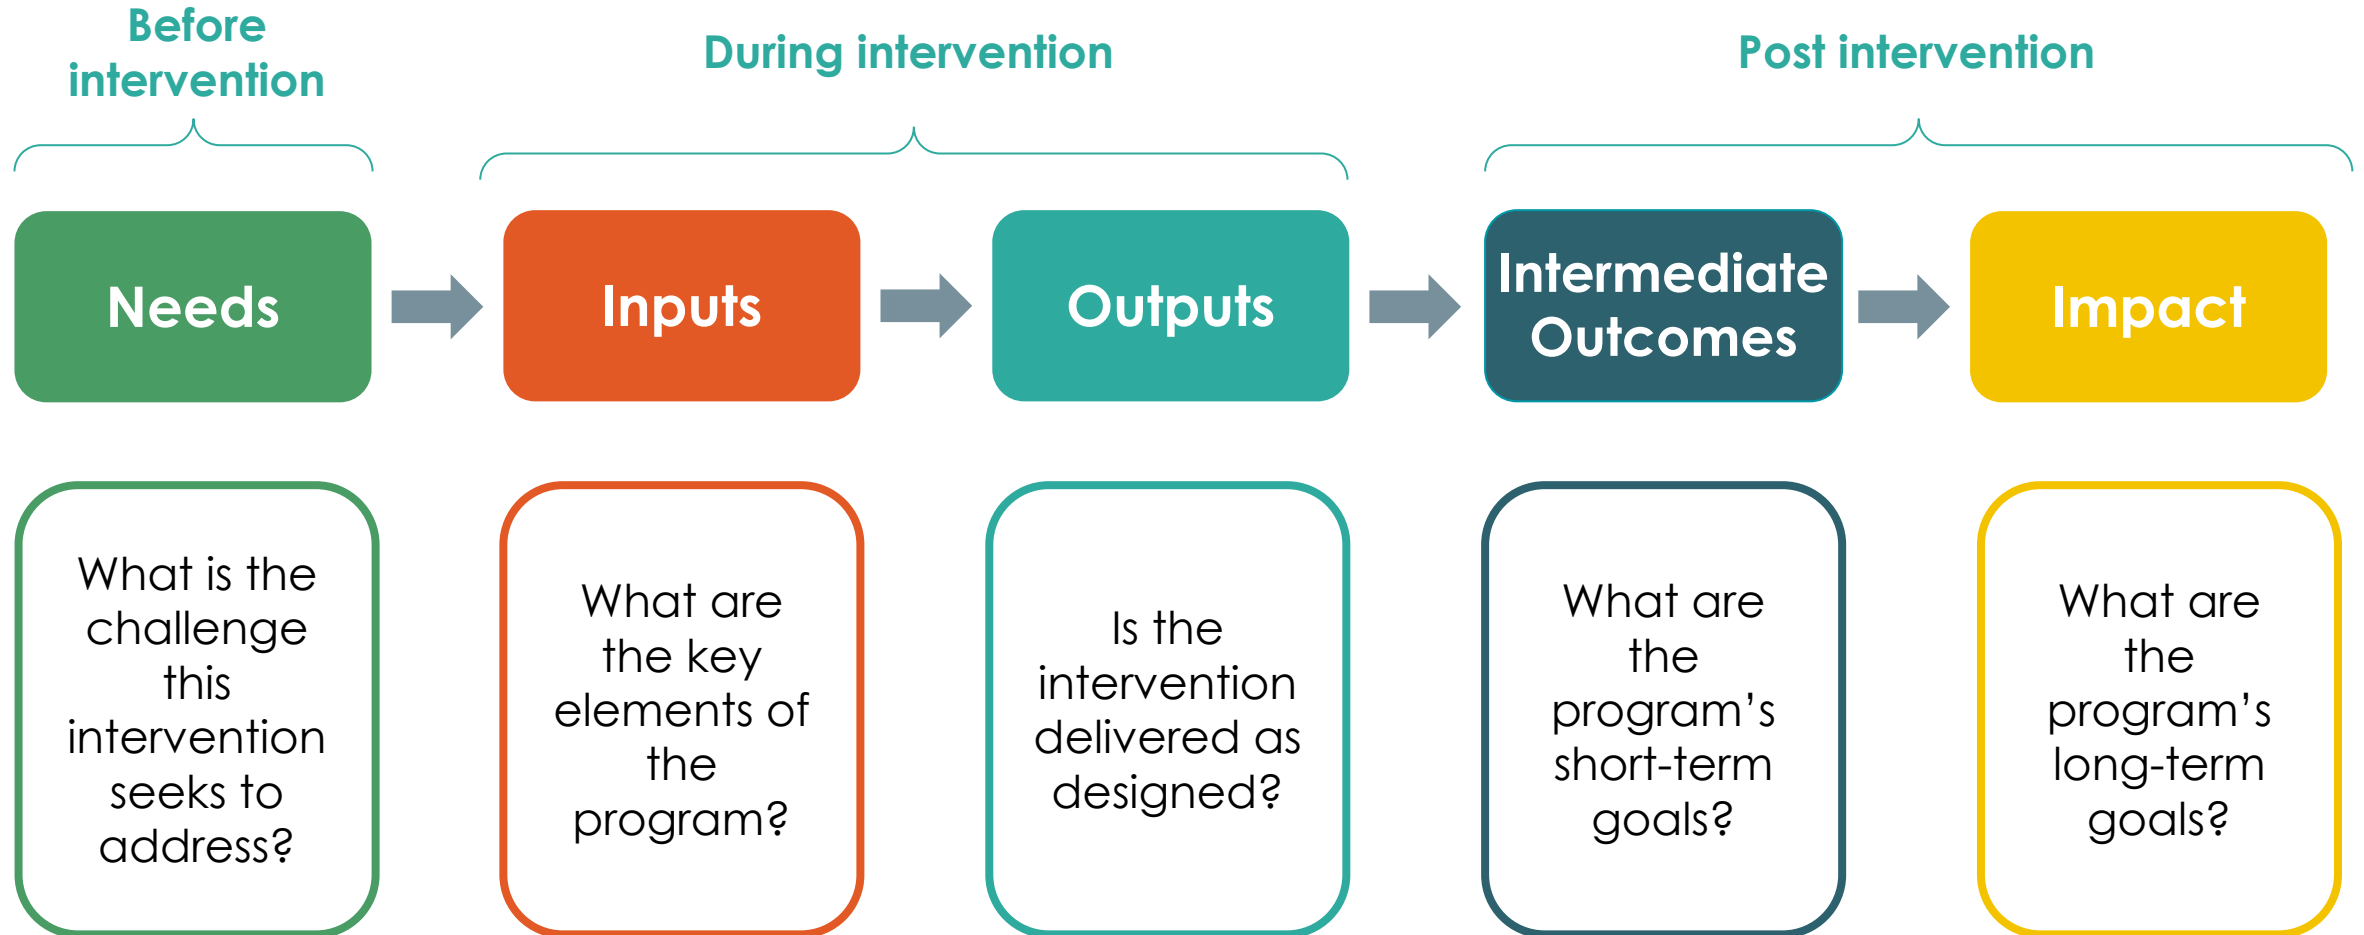 Before
intervention
During intervention
Post intervention
Needs
Inputs
Outputs
Intermediate
Outcomes
Impact
What is the
challenge
this
intervention
seeks to
address?
What are
the key
elements of
the
program?
Is the
intervention
delivered as
designed?
What are
the
program’s
short-term
goals?
What are
the
program’s
long-term
goals?